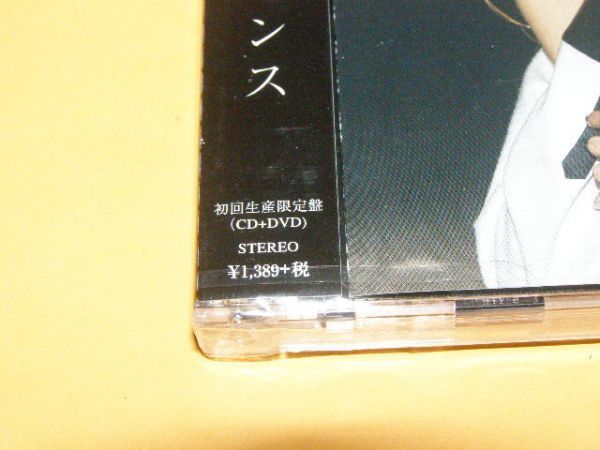 ンス
初回生産限定盤
(CD+DVD)
STEREO
¥1,389+税